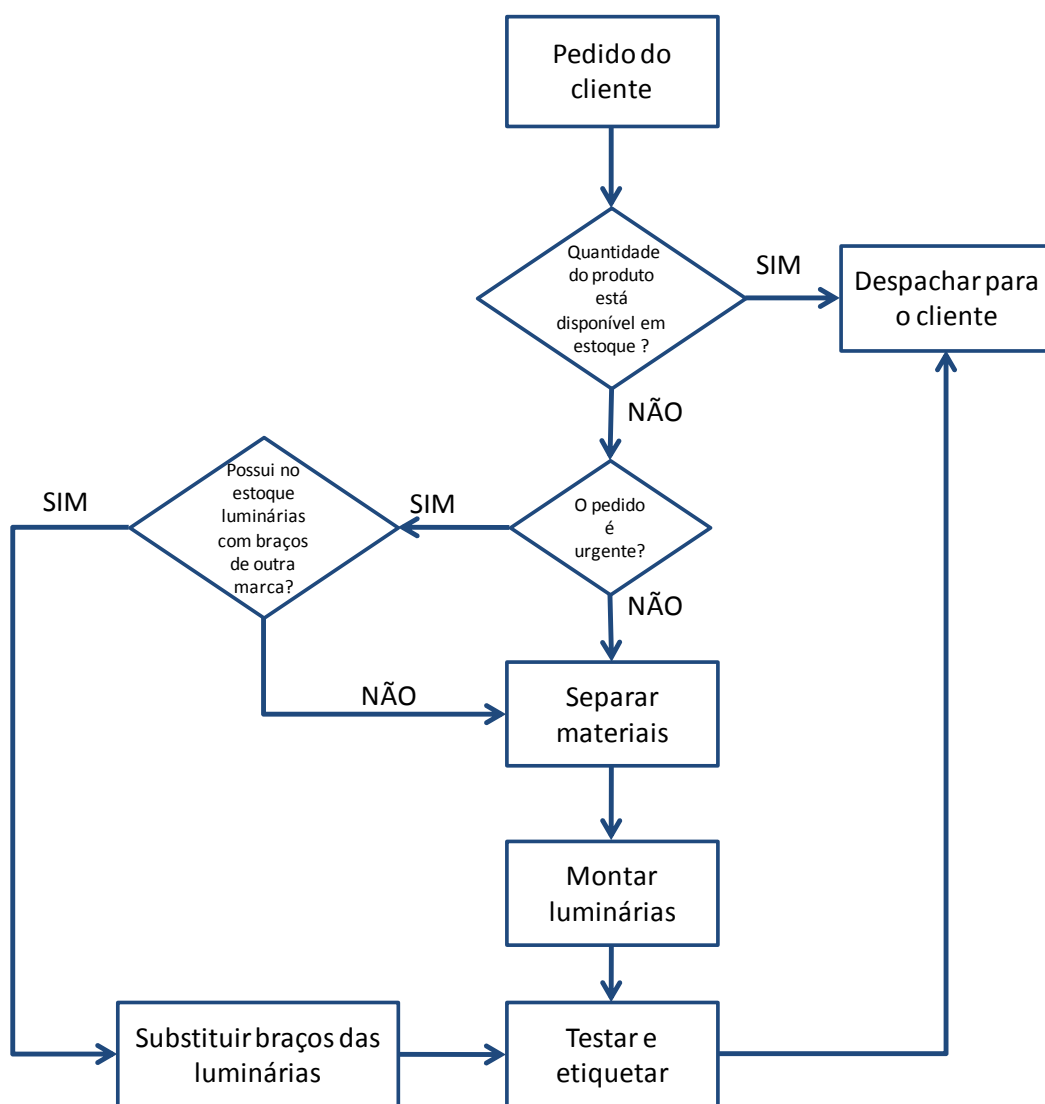 Pedido do
cliente
Quantidade
do produto
está
disponível em
estoque ?
SIM
Despachar para
o cliente
NÃO
Possui no
estoque
luminárias
com braços
de outra
marca?
SIM
SIM
O pedido
é
urgente?
NÃO
NÃO
Separar
materiais
Montar
luminárias
Substituir braços das
luminárias
Testar e
etiquetar